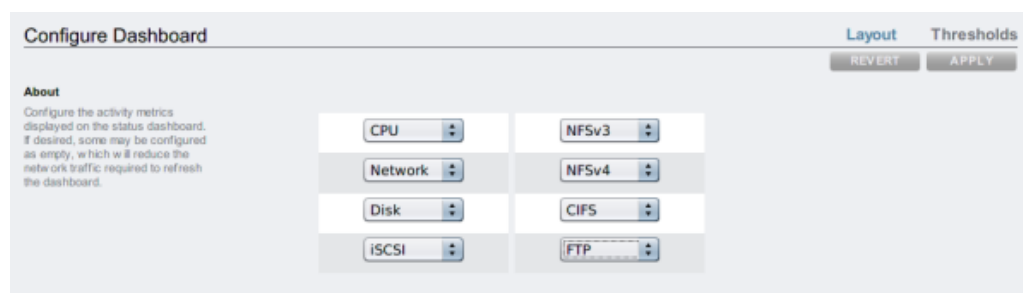 Configure Dashboard
Layout Thresholds
REVERT APPLY
About
Configure the activity metrics
displayed on the status dashboard.
If desired, some may be configured
as empty, which will reduce the
network traffic required to refresh
the dashboard.
CPU NFSv3
Network NFSv4
Disk CIFS
iSCSI FTP